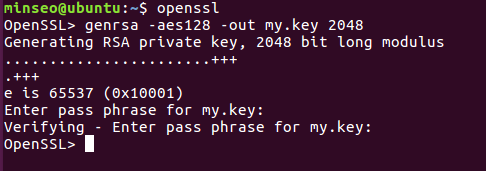 minseo@ubuntu:~$ openssl
OpenSSL> genrsa -aes128 -out my.key 2048
Generating RSA private key, 2048 bit long modulus
.......................+++
.+++
e is 65537 (0x10001)
Enter pass phrase for my.key:
Verifying - Enter pass phrase for my.key:
OpenSSL>